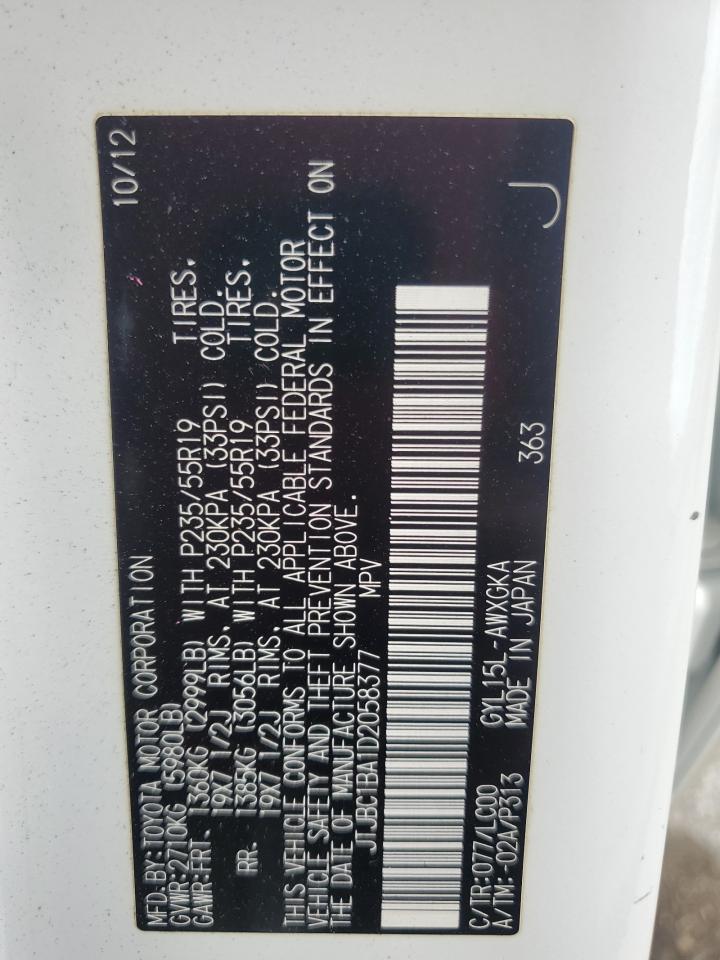 MFD. BY: TOYOTA MOTOR CORPORATION 10/12
GVWR: 2710KG (5980LB)
GAWR: FRT. 1360KG (2999LB) WITH P235/55R19 TIRES.
19X7 1/2J RIMS. AT 230KPA (33PSI) COLD.
RR. 1385KG (3056LB) WITH P235/55R19 TIRES.
19X7 1/2J RIMS. AT 230KPA (33PSI) COLD.
THIS VEHICLE CONFORMS TO ALL APPLICABLE FEDERAL MOTOR
VEHICLE SAFETY AND THEFT PREVENTION STANDARDS IN EFFECT ON
THE DATE OF MANUFACTURE SHOWN ABOVE.
JTJBC1BA1D2058377 MPV
C/TR: 077/LC00 GYL15L-AWXGKA
A/TM: -02A/P313 MADE IN JAPAN 363 J